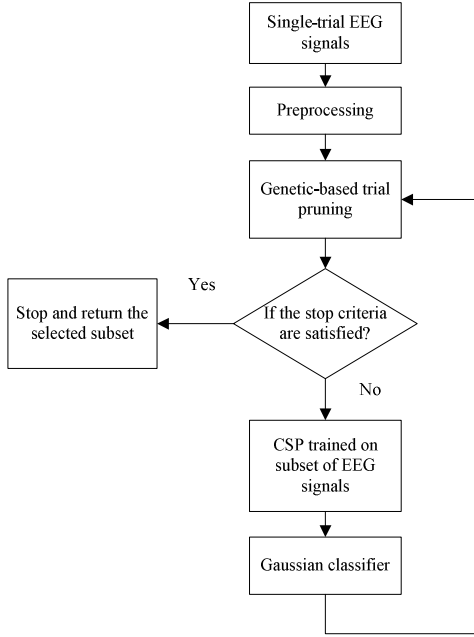 Single-trial EEG
signals
Preprocessing
Genetic-based trial
pruning
Yes
If the stop criteria
are satisfied?
Stop and return the
selected subset
No
CSP trained on
subset of EEG
signals
Gaussian classifier